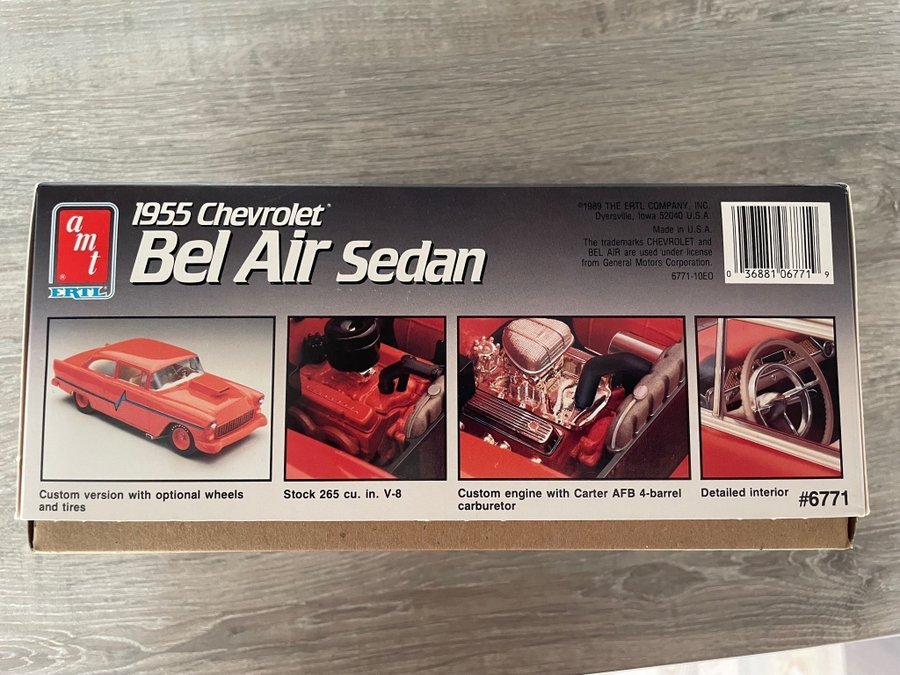 amt
®
ERTL
1955 Chevrolet®
Bel Air Sedan
©1989 THE ERTL COMPANY, INC.
Dyersville, Iowa 52040 U.S.A.
Made in U.S.A.
The trademarks CHEVROLET and
BEL AIR are used under license
from General Motors Corporation.
6771-10EO
0 36881 06771 9
Custom version with optional wheels
and tires
Stock 265 cu. in. V-8
Custom engine with Carter AFB 4-barrel
carburetor
Detailed interior
#6771